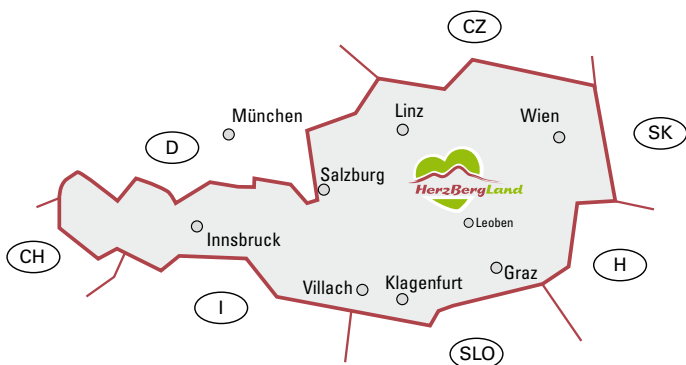 CZ
München
Linz
Wien
D
SK
Salzburg
HerzBergLand
Leoben
Innsbruck
CH
Graz
H
Villach
Klagenfurt
I
SLO